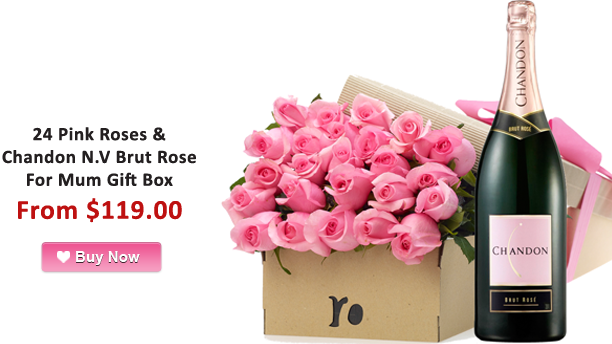 24 Pink Roses &
Chandon N.V Brut Rose
For Mum Gift Box
From $119.00
Buy Now
ro
CHANDON
BRUT ROSÉ
CHANDON
BRUT ROSÉ